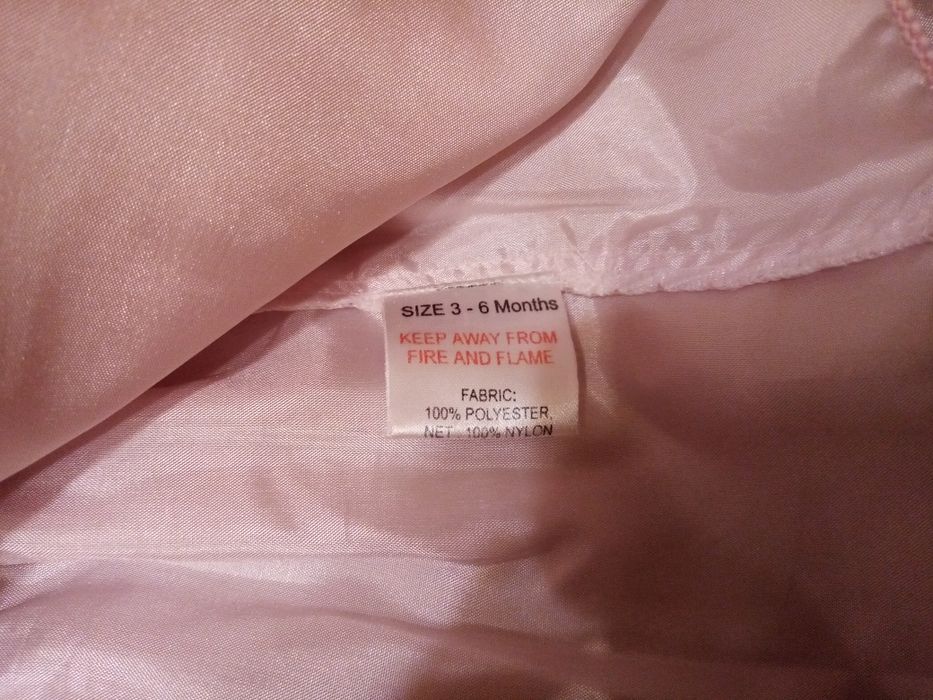 SIZE 3 - 6 Months
KEEP AWAY FROM
FIRE AND FLAME
FABRIC:
100% POLYESTER,
NET : 100% NYLON